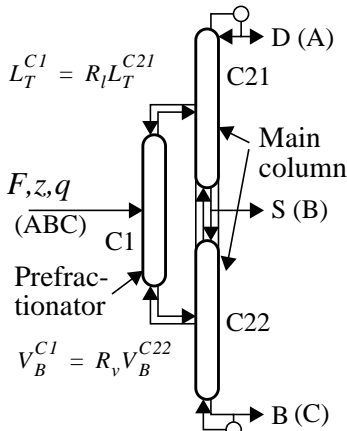 D (A)
L_T^{C1} = R_l L_T^{C21}
C21
Main
column
F,z,q
(ABC)
S (B)
C1
Prefrac-
tionator
C22
V_B^{C1} = R_v V_B^{C22}
B (C)